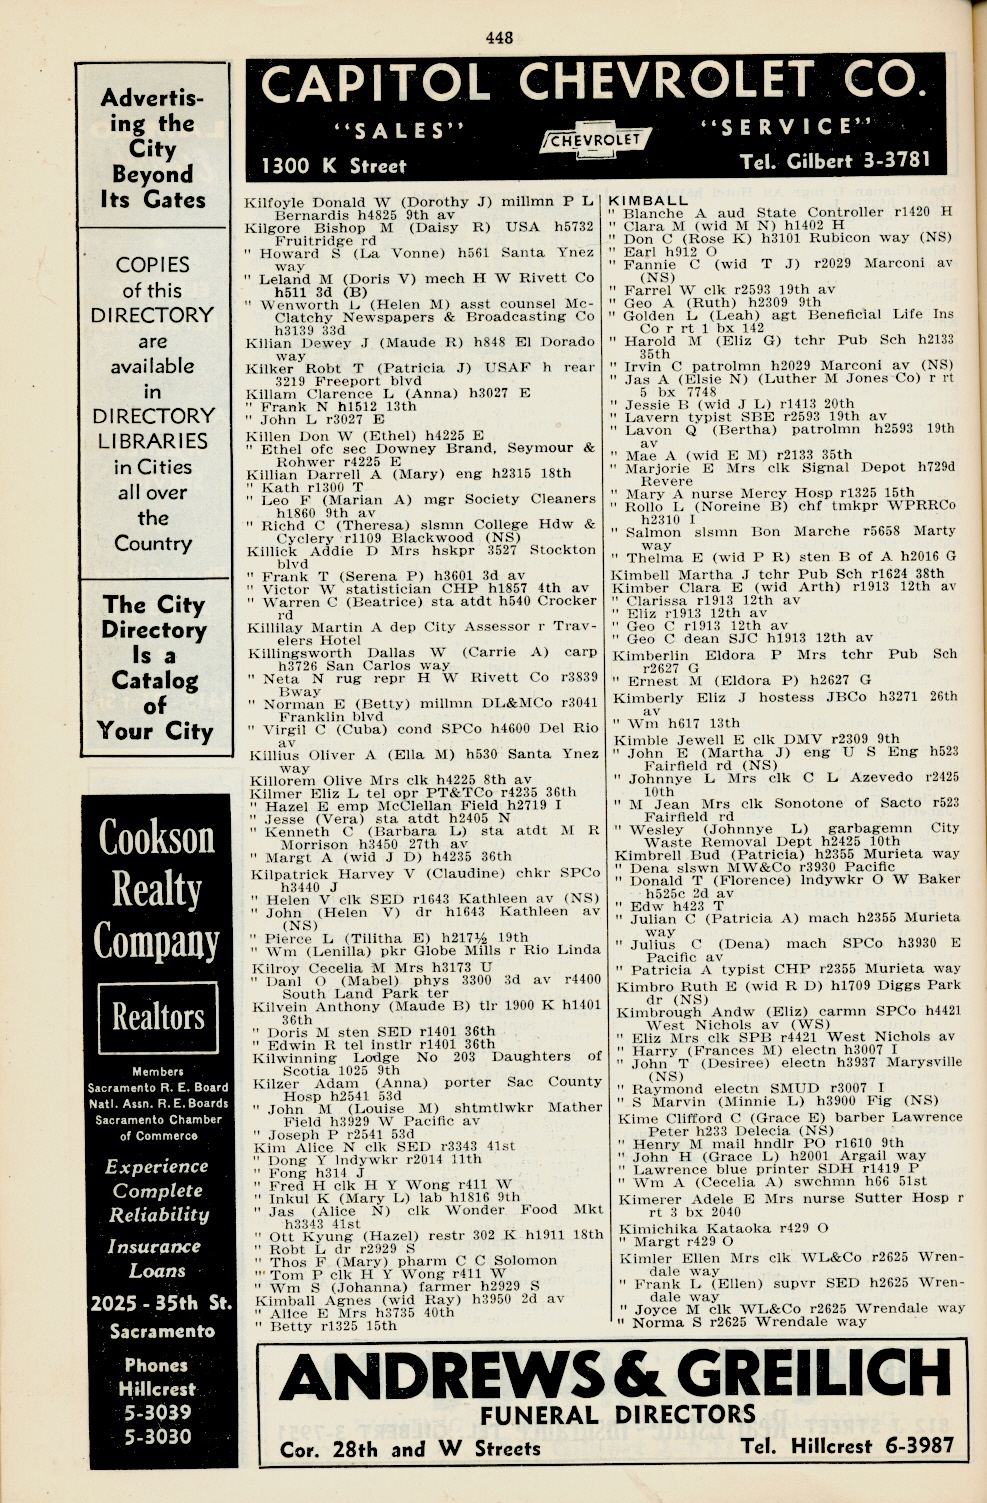 448
Advertis-
ing the
City
Beyond
Its Gates
COPIES
of this
DIRECTORY
are
available
in
DIRECTORY
LIBRARIES
in Cities
all over
the
Country
The City
Directory
Is a
Catalog
of
Your City
Cookson
Realty
Company
Realtors
Members
Sacramento R. E. Board
Natl. Assn. R. E. Boards
Sacramento Chamber
of Commerce
Experience
Complete
Reliability
Insurance
Loans
2025 - 35th St.
Sacramento
Phones
Hillcrest
5-3039
5-3030
CAPITOL CHEVROLET CO.
"SALES" CHEVROLET "SERVICE"
1300 K Street Tel. Gilbert 3-3781
Kilfoyle Donald W (Dorothy J) millmn P L
Bernardis h4825 9th av
Kilgore Bishop M (Daisy R) USA h5732
Fruitridge rd
" Howard S (La Vonne) h561 Santa Ynez
way
" Leland M (Doris V) mech H W Rivett Co
h511 3d (B)
" Wenworth L (Helen M) asst counsel Mc-
Clatchy Newspapers & Broadcasting Co
h3139 33d
Kilian Dewey J (Maude R) h848 El Dorado
way
Kilker Robt T (Patricia J) USAF h rear
3219 Freeport blvd
Killam Clarence L (Anna) h3027 E
" Frank N h1512 13th
" John L r3027 E
Killen Don W (Ethel) h4225 E
" Ethel ofc sec Downey Brand, Seymour &
Rohwer r4225 E
Killian Darrell A (Mary) eng h2315 18th
" Kath r1300 T
" Leo F (Marian A) mgr Society Cleaners
h1860 9th av
" Richd C (Theresa) slsmn College Hdw &
Cyclery r1109 Blackwood (NS)
Killick Addie D Mrs hskpr 3527 Stockton
blvd
" Frank T (Serena P) h3601 3d av
" Victor W statistician CHP h1857 4th av
" Warren C (Beatrice) sta atdt h540 Crocker
rd
Killilay Martin A dep City Assessor r Trav-
elers Hotel
Killingsworth Dallas W (Carrie A) carp
h3726 San Carlos way
" Neta N rug repr H W Rivett Co r3839
Bway
" Norman E (Betty) millmn DL&MCo r3041
Franklin blvd
" Virgil C (Cuba) cond SPCo h4600 Del Rio
av
Killius Oliver A (Ella M) h530 Santa Ynez
way
Killorem Olive Mrs clk h4225 8th av
Kilmer Eliz L tel opr PT&TCo r4235 36th
" Hazel E emp McClellan Field h2719 I
" Jesse (Vera) sta atdt h2405 N
" Kenneth C (Barbara L) sta atdt M R
Morrison h3450 27th av
" Margt A (wid J D) h4235 36th
Kilpatrick Harvey V (Claudine) chkr SPCo
h3440 J
" Helen V clk SED r1643 Kathleen av (NS)
" John (Helen V) dr h1643 Kathleen av
(NS)
" Pierce L (Tilitha E) h217½ 19th
" Wm (Lenilla) pkr Globe Mills r Rio Linda
Kilroy Cecelia M Mrs h3173 U
" Danl O (Mabel) phys 3300 3d av r4400
South Land Park ter
Kilvein Anthony (Maude B) tlr 1900 K h1401
36th
" Doris M sten SED r1401 36th
" Edwin R tel instlr r1401 36th
Kilwinning Lodge No 203 Daughters of
Scotia 1025 9th
Kilzer Adam (Anna) porter Sac County
Hosp h2541 53d
" John M (Louise M) shtmtlwkr Mather
Field h3929 W Pacific av
" Joseph P r2541 53d
Kim Alice N clk SED r3343 41st
" Dong Y lndywkr r2014 11th
" Fong h314 J
" Fred H clk H Y Wong r411 W
" Inkul K (Mary L) lab h1816 9th
" Jas (Alice N) clk Wonder Food Mkt
h3343 41st
" Ott Kyung (Hazel) restr 302 K h1911 18th
" Robt L dr r2929 S
" Thos F (Mary) pharm C C Solomon
" Tom P clk H Y Wong r411 W
" Wm S (Johanna) farmer h2929 S
Kimball Agnes (wid Ray) h3950 2d av
" Alice E Mrs h3735 40th
" Betty r1325 15th
KIMBALL
" Blanche A aud State Controller r1420 H
" Clara M (wid M N) h1402 H
" Don C (Rose K) h3101 Rubicon way (NS)
" Earl h912 O
" Fannie C (wid T J) r2029 Marconi av
(NS)
" Farrel W clk r2593 19th av
" Geo A (Ruth) h2309 9th
" Golden L (Leah) agt Beneficial Life Ins
Co r rt 1 bx 142
" Harold M (Eliz G) tchr Pub Sch h2133
35th
" Irvin C patrolmn h2029 Marconi av (NS)
" Jas A (Elsie N) (Luther M Jones Co) r rt
5 bx 7748
" Jessie B (wid J L) r1413 20th
" Lavern typist SBE r2593 19th av
" Lavon Q (Bertha) patrolmn h2593 19th
av
" Mae A (wid E M) r2133 35th
" Marjorie E Mrs clk Signal Depot h729d
Revere
" Mary A nurse Mercy Hosp r1325 15th
" Rollo L (Noreine B) chf tmkpr WPRRCo
h2310 I
" Salmon slsmn Bon Marche r5658 Marty
way
" Thelma E (wid P R) sten B of A h2016 G
Kimbell Martha J tchr Pub Sch r1624 38th
Kimber Clara E (wid Arth) r1913 12th av
" Clarissa r1913 12th av
" Eliz r1913 12th av
" Geo C r1913 12th av
" Geo C dean SJC h1913 12th av
Kimberlin Eldora P Mrs tchr Pub Sch
r2627 G
" Ernest M (Eldora P) h2627 G
Kimberly Eliz J hostess JBCo h3271 26th
av
" Wm h617 13th
Kimble Jewell E clk DMV r2309 9th
" John E (Martha J) eng U S Eng h523
Fairfield rd (NS)
" Johnnye L Mrs clk C L Azevedo r2425
10th
" M Jean Mrs clk Sonotone of Sacto r523
Fairfield rd
" Wesley (Johnnye L) garbagemn City
Waste Removal Dept h2425 10th
Kimbrell Bud (Patricia) h2355 Murieta way
" Dena slswn MW&Co r3930 Pacific
" Donald T (Florence) lndywkr O W Baker
h525c 2d av
" Edw h423 T
" Julian C (Patricia A) mach h2355 Murieta
way
" Julius C (Dena) mach SPCo h3930 E
Pacific av
" Patricia A typist CHP r2355 Murieta way
Kimbro Ruth E (wid R D) h1709 Diggs Park
dr (NS)
Kimbrough Andw (Eliz) carmn SPCo h4421
West Nichols av (WS)
" Eliz Mrs clk SPB r4421 West Nichols av
" Harry (Frances M) electn h3007 I
" John T (Desiree) electn h3937 Marysville
(NS)
" Raymond electn SMUD r3007 I
" S Marvin (Minnie L) h3900 Fig (NS)
Kime Clifford C (Grace E) barber Lawrence
Peter h233 Delecia (NS)
" Henry M mail hndlr PO r1610 9th
" John H (Grace L) h2001 Argail way
" Lawrence blue printer SDH r1419 P
" Wm A (Cecelia A) swchmn h66 51st
Kimerer Adele E Mrs nurse Sutter Hosp r
rt 3 bx 2040
Kimichika Kataoka r429 O
" Margt r429 O
Kimler Ellen Mrs clk WL&Co r2625 Wren-
dale way
" Frank L (Ellen) supvr SED h2625 Wren-
dale way
" Joyce M clk WL&Co r2625 Wrendale way
" Norma S r2625 Wrendale way
ANDREWS & GREILICH
FUNERAL DIRECTORS
Cor. 28th and W Streets Tel. Hillcrest 6-3987